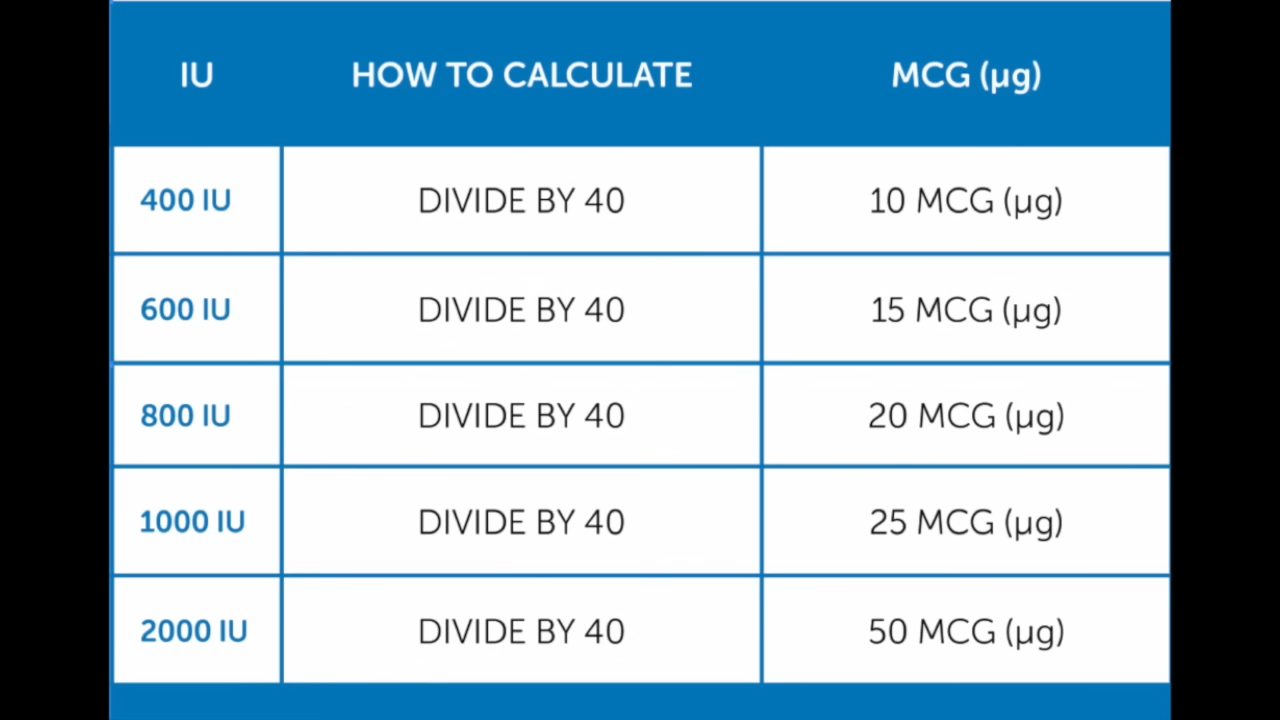 IU HOW TO CALCULATE MCG (µg)
400 IU DIVIDE BY 40 10 MCG (µg)
600 IU DIVIDE BY 40 15 MCG (µg)
800 IU DIVIDE BY 40 20 MCG (µg)
1000 IU DIVIDE BY 40 25 MCG (µg)
2000 IU DIVIDE BY 40 50 MCG (µg)